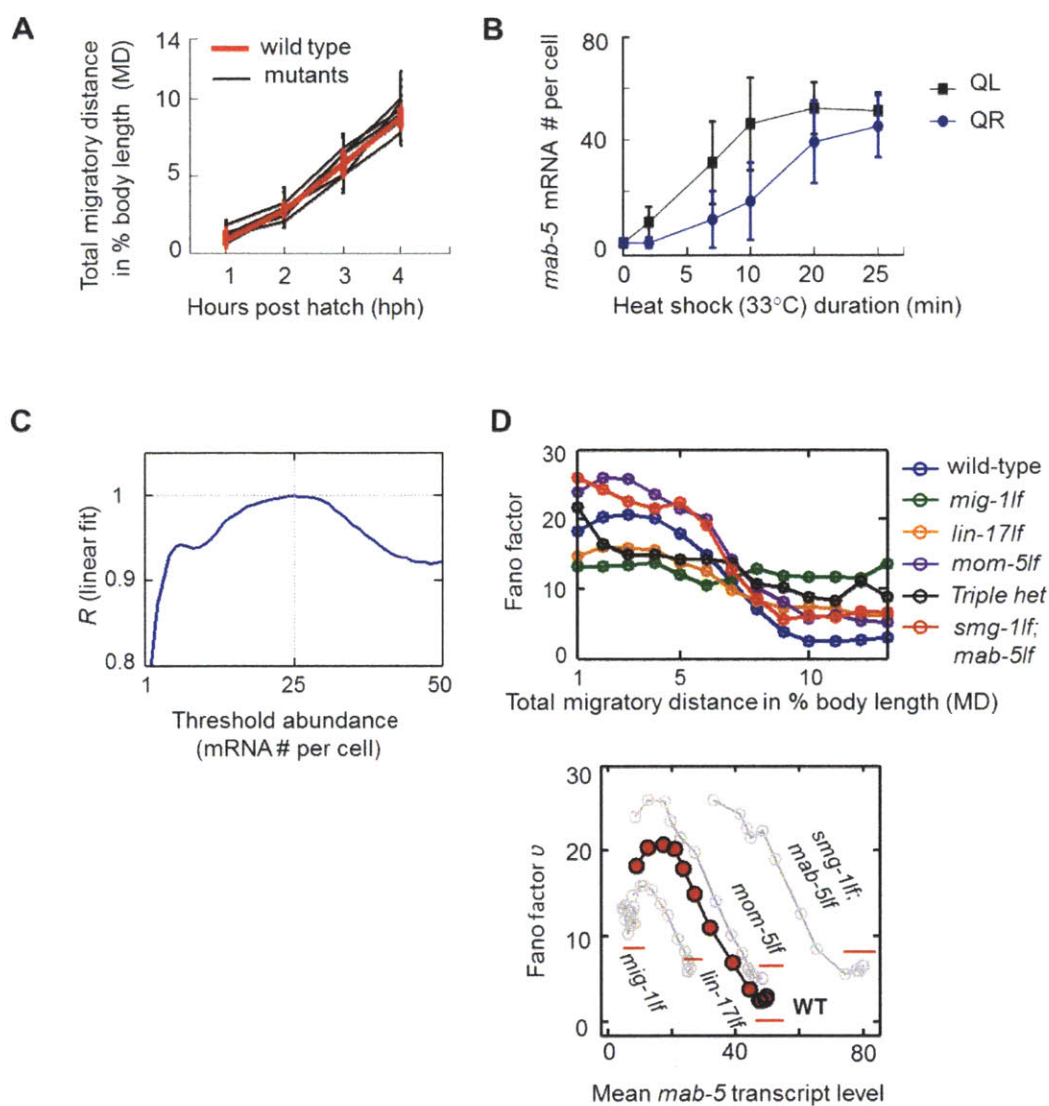 A
Total migratory distance
in % body length (MD)
14
10
5
0
wild type
mutants
1 2 3 4
Hours post hatch (hph)
B
mab-5 mRNA # per cell
80
40
0
QL
QR
0 5 10 20 25
Heat shock (33°C) duration (min)
C
R (linear fit)
1
0.9
0.8
1 25 50
Threshold abundance
(mRNA # per cell)
D
Fano factor
30
20
10
0
wild-type
mig-1lf
lin-17lf
mom-5lf
Triple het
smg-1lf;
mab-5lf
1 5 10
Total migratory distance in % body length (MD)
Fano factor υ
30
20
10
0
mig-1lf
lin-17lf
mom-5lf
smg-1lf;
mab-5lf
WT
0 40 80
Mean mab-5 transcript level